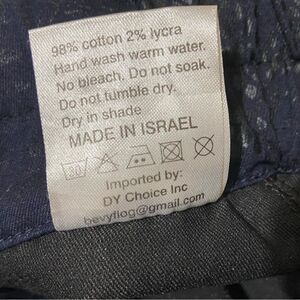 98% cotton 2% lycra
Hand wash warm water.
No bleach. Do not soak.
Do not tumble dry.
Dry in shade
MADE IN ISRAEL
30
Imported by:
DY Choice Inc
bevyflog@gmail.com